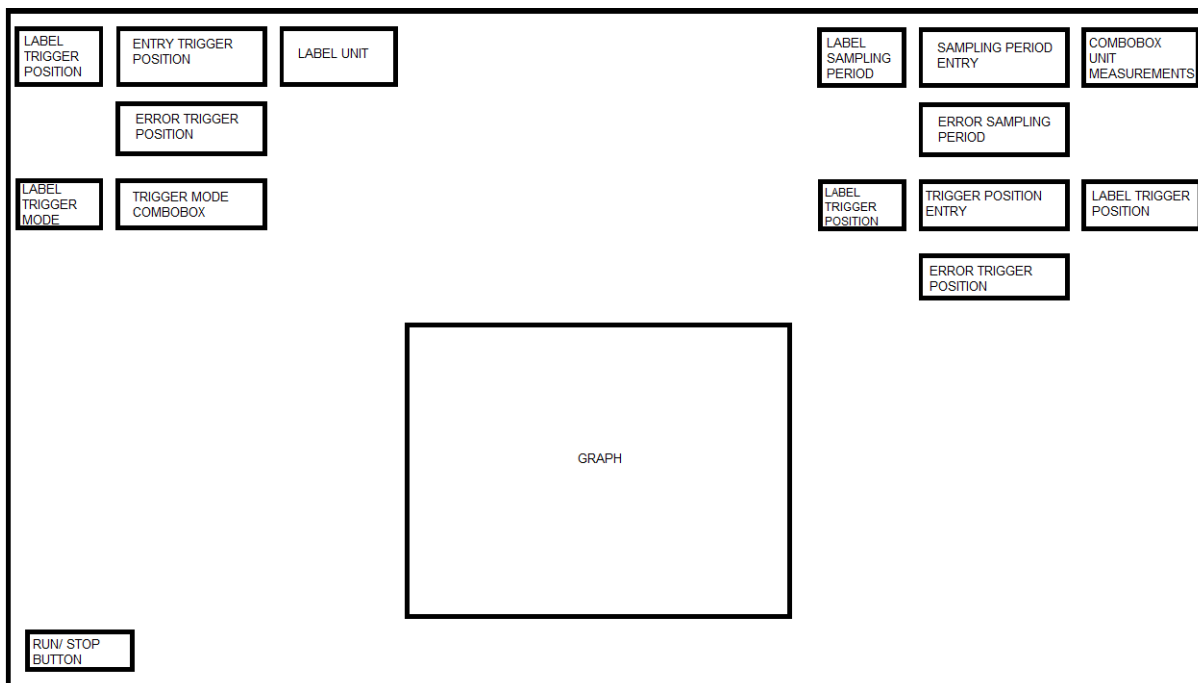 LABEL
TRIGGER
POSITION
ENTRY TRIGGER
POSITION
LABEL UNIT
LABEL
SAMPLING
PERIOD
SAMPLING PERIOD
ENTRY
COMBOBOX
UNIT
MEASUREMENTS
ERROR TRIGGER
POSITION
ERROR SAMPLING
PERIOD
LABEL
TRIGGER
MODE
TRIGGER MODE
COMBOBOX
LABEL
TRIGGER
POSITION
TRIGGER POSITION
ENTRY
LABEL TRIGGER
POSITION
ERROR TRIGGER
POSITION
GRAPH
RUN/ STOP
BUTTON